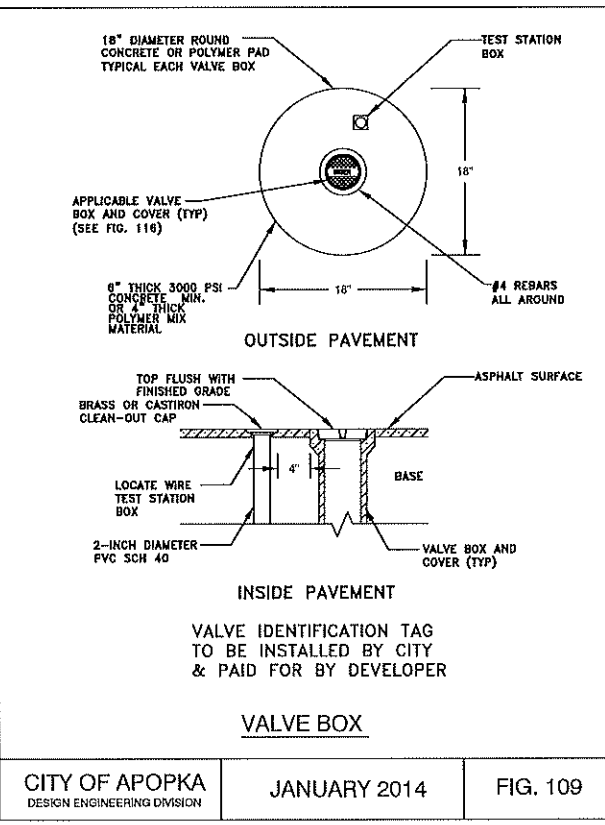 18" DIAMETER ROUND
CONCRETE OR POLYMER PAD
TYPICAL EACH VALVE BOX
TEST STATION
BOX
18"
APPLICABLE VALVE
BOX AND COVER (TYP)
(SEE FIG. 116)
6" THICK 3000 PSI
CONCRETE MIN.
OR 4" THICK
POLYMER MIX
MATERIAL
18"
#4 REBARS
ALL AROUND
OUTSIDE PAVEMENT
TOP FLUSH WITH
FINISHED GRADE
BRASS OR CASTIRON
CLEAN-OUT CAP
ASPHALT SURFACE
4"
BASE
LOCATE WIRE
TEST STATION
BOX
2-INCH DIAMETER
PVC SCH 40
VALVE BOX AND
COVER (TYP)
INSIDE PAVEMENT
VALVE IDENTIFICATION TAG
TO BE INSTALLED BY CITY
& PAID FOR BY DEVELOPER
VALVE BOX
CITY OF APOPKA
DESIGN ENGINEERING DIVISION
JANUARY 2014
FIG. 109